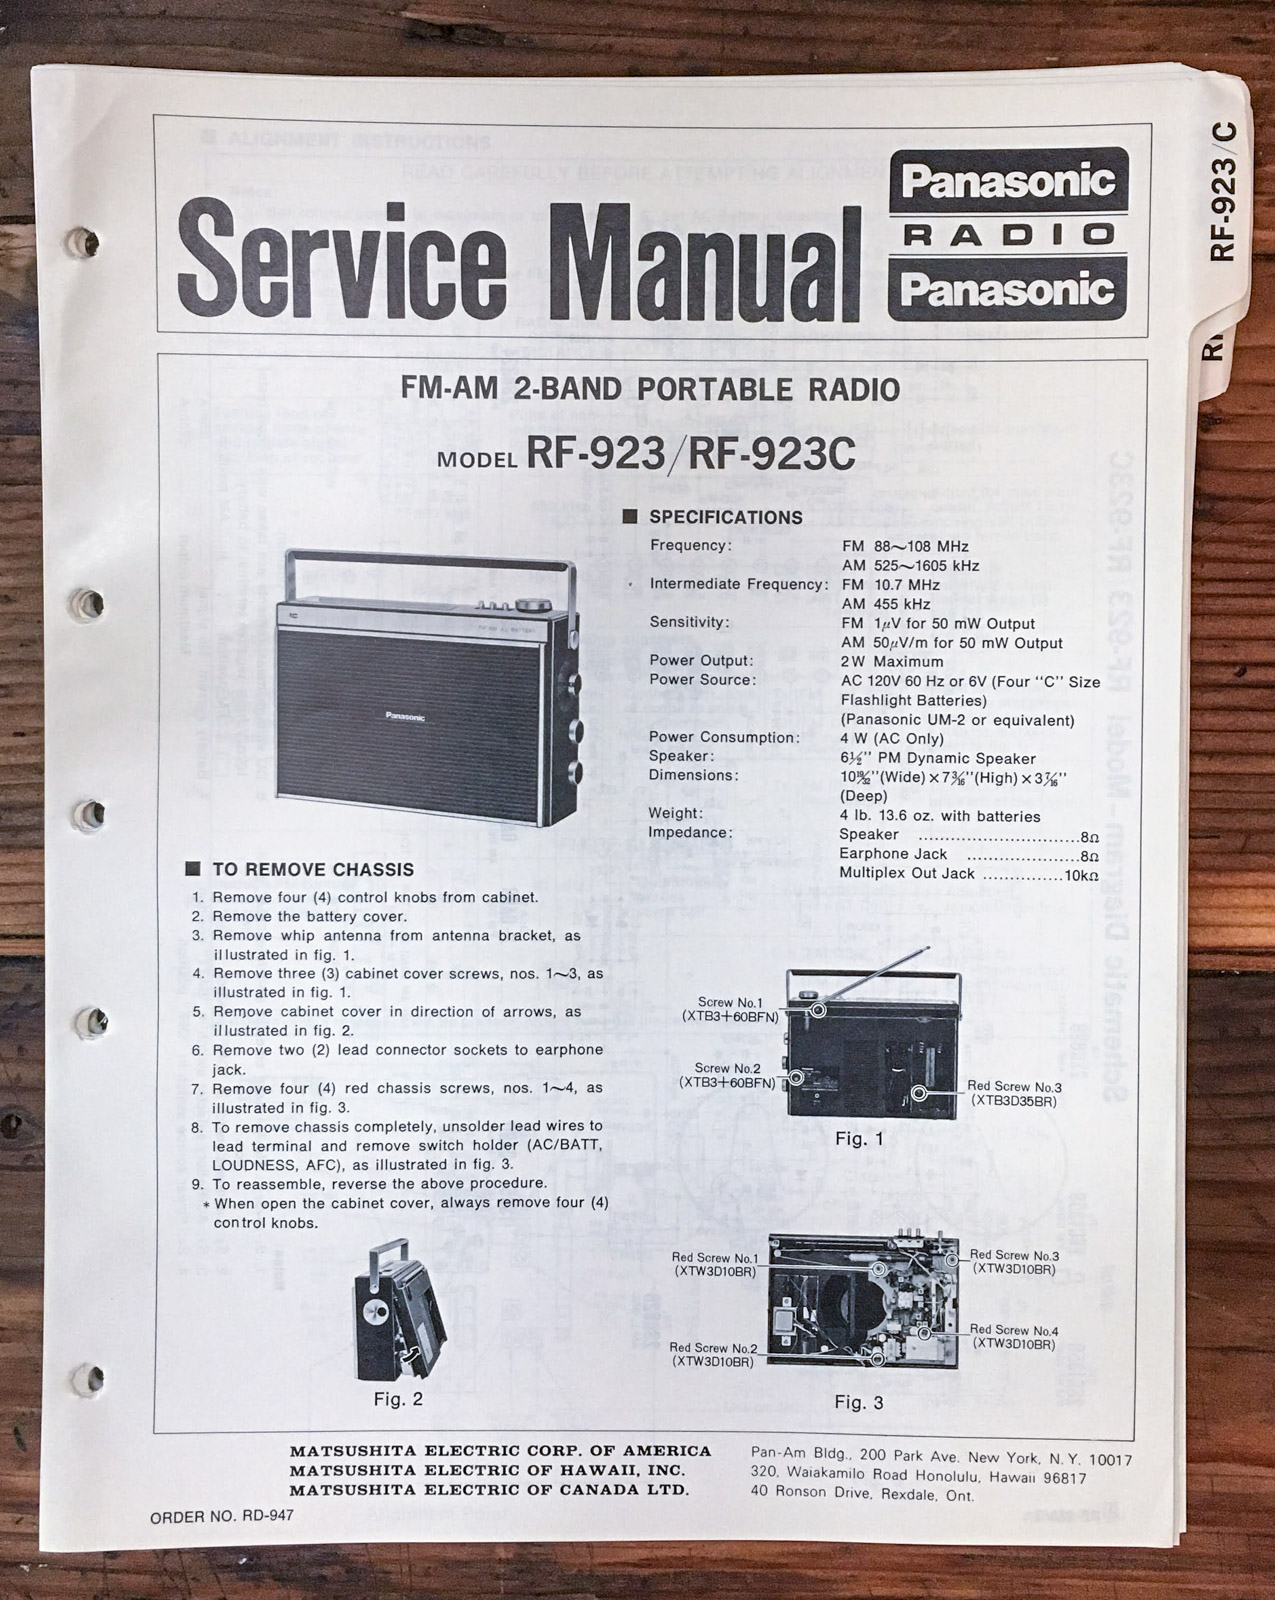 Service Manual
Panasonic
RADIO
Panasonic
RF-923/C
FM-AM 2-BAND PORTABLE RADIO
MODEL RF-923/RF-923C
Panasonic
■ SPECIFICATIONS
Frequency: FM 88～108 MHz
AM 525～1605 kHz
Intermediate Frequency: FM 10.7 MHz
AM 455 kHz
Sensitivity: FM 1μV for 50 mW Output
AM 50μV/m for 50 mW Output
Power Output: 2W Maximum
Power Source: AC 120V 60 Hz or 6V (Four "C" Size
Flashlight Batteries)
(Panasonic UM-2 or equivalent)
Power Consumption: 4 W (AC Only)
Speaker: 6½" PM Dynamic Speaker
Dimensions: 10¹⁹⁄₃₂"(Wide)×7³⁄₁₆"(High)×3⁷⁄₁₆"
(Deep)
Weight: 4 lb. 13.6 oz. with batteries
Impedance: Speaker ............................8Ω
Earphone Jack ....................8Ω
Multiplex Out Jack ..............10kΩ
■ TO REMOVE CHASSIS
1. Remove four (4) control knobs from cabinet.
2. Remove the battery cover.
3. Remove whip antenna from antenna bracket, as
illustrated in fig. 1.
4. Remove three (3) cabinet cover screws, nos. 1～3, as
illustrated in fig. 1.
5. Remove cabinet cover in direction of arrows, as
illustrated in fig. 2.
6. Remove two (2) lead connector sockets to earphone
jack.
7. Remove four (4) red chassis screws, nos. 1～4, as
illustrated in fig. 3.
8. To remove chassis completely, unsolder lead wires to
lead terminal and remove switch holder (AC/BATT,
LOUDNESS, AFC), as illustrated in fig. 3.
9. To reassemble, reverse the above procedure.
* When open the cabinet cover, always remove four (4)
control knobs.
Screw No.1
(XTB3+60BFN)
Screw No.2
(XTB3+60BFN)
Red Screw No.3
(XTB3D35BR)
Fig. 1
Fig. 2
Red Screw No.1
(XTW3D10BR)
Red Screw No.3
(XTW3D10BR)
Red Screw No.2
(XTW3D10BR)
Red Screw No.4
(XTW3D10BR)
Fig. 3
MATSUSHITA ELECTRIC CORP. OF AMERICA Pan-Am Bldg., 200 Park Ave. New York, N.Y. 10017
MATSUSHITA ELECTRIC OF HAWAII, INC. 320, Waiakamilo Road Honolulu, Hawaii 96817
MATSUSHITA ELECTRIC OF CANADA LTD. 40 Ronson Drive, Rexdale, Ont.
ORDER NO. RD-947